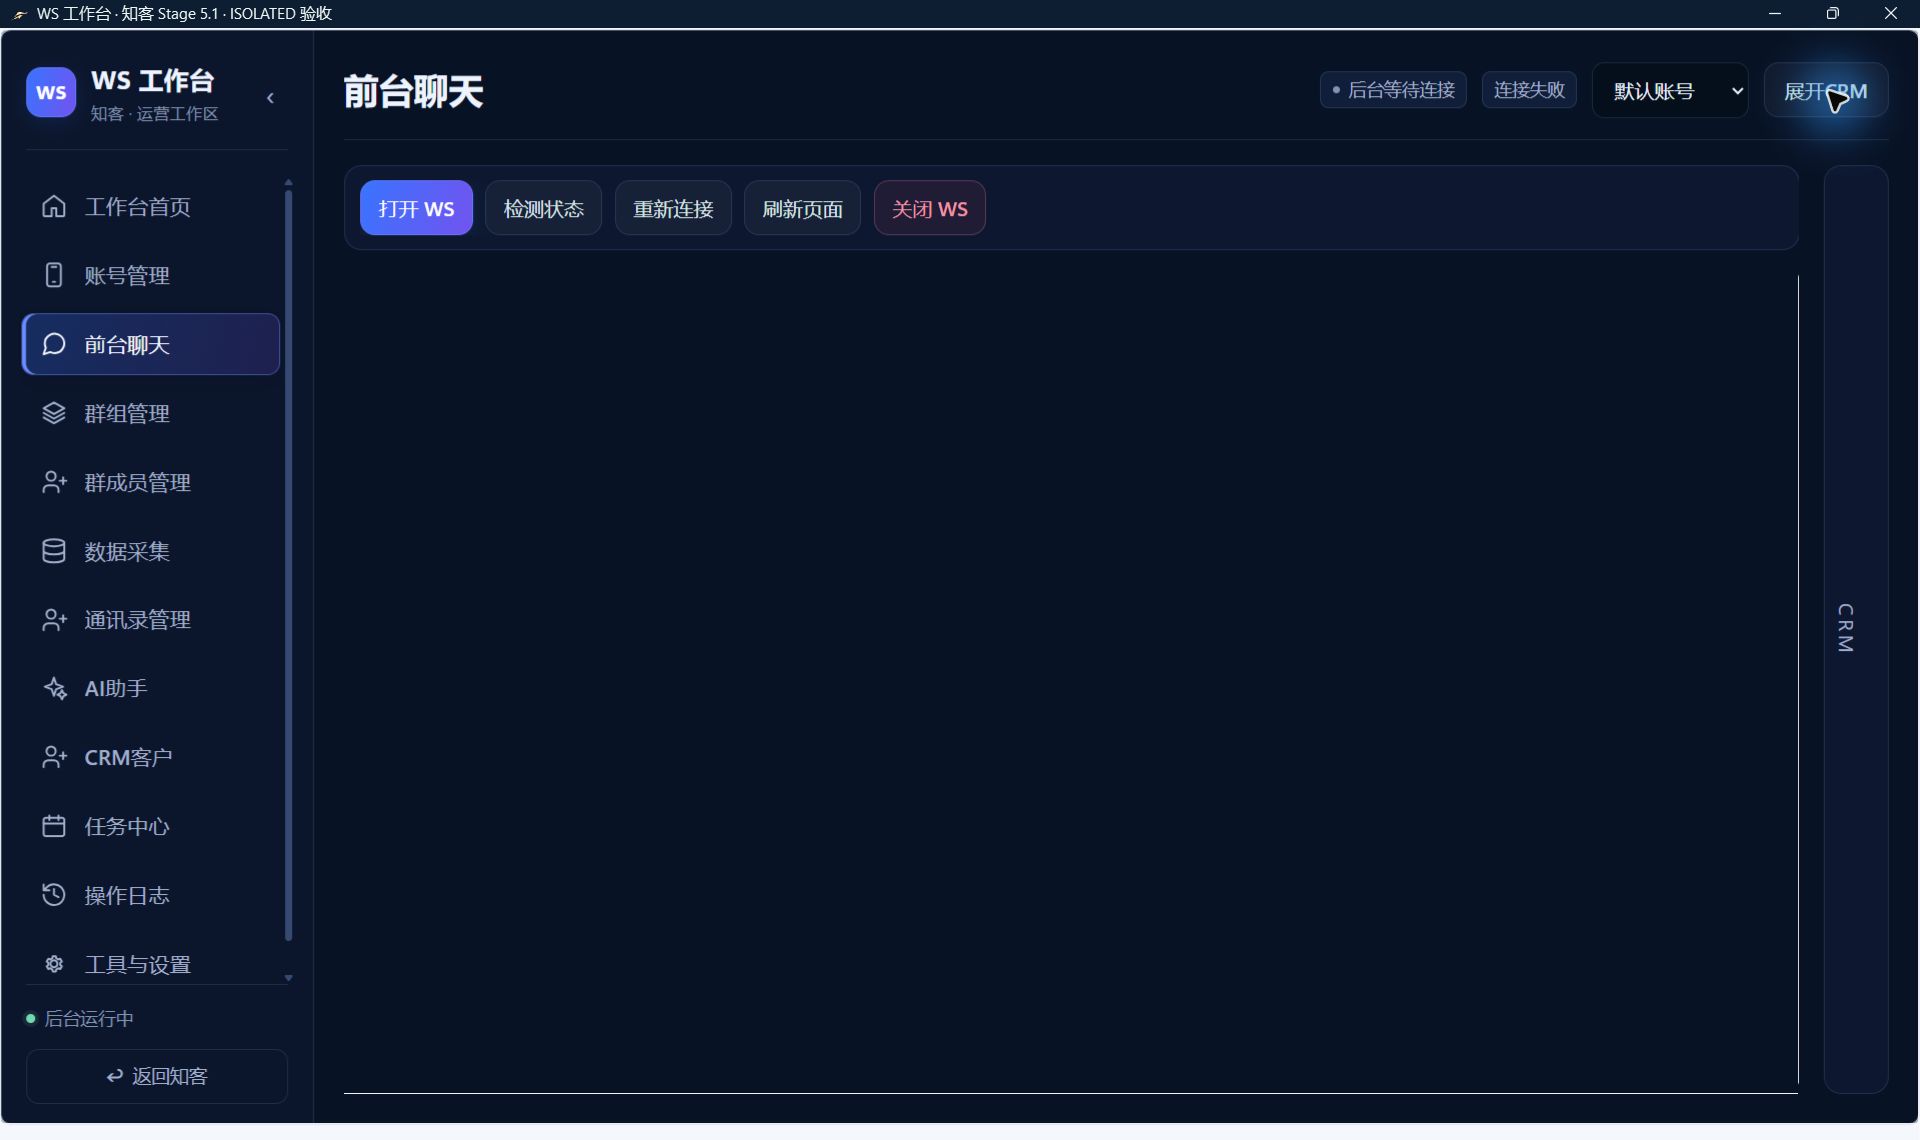 WS 工作台 · 知客 Stage 5.1 · ISOLATED 验收
WS
WS 工作台
知客 · 运营工作区
工作台首页
账号管理
前台聊天
群组管理
群成员管理
数据采集
通讯录管理
AI助手
CRM客户
任务中心
操作日志
工具与设置
后台运行中
返回知客
前台聊天
后台等待连接
连接失败
默认账号
展开CRM
打开 WS
检测状态
重新连接
刷新页面
关闭 WS
CRM